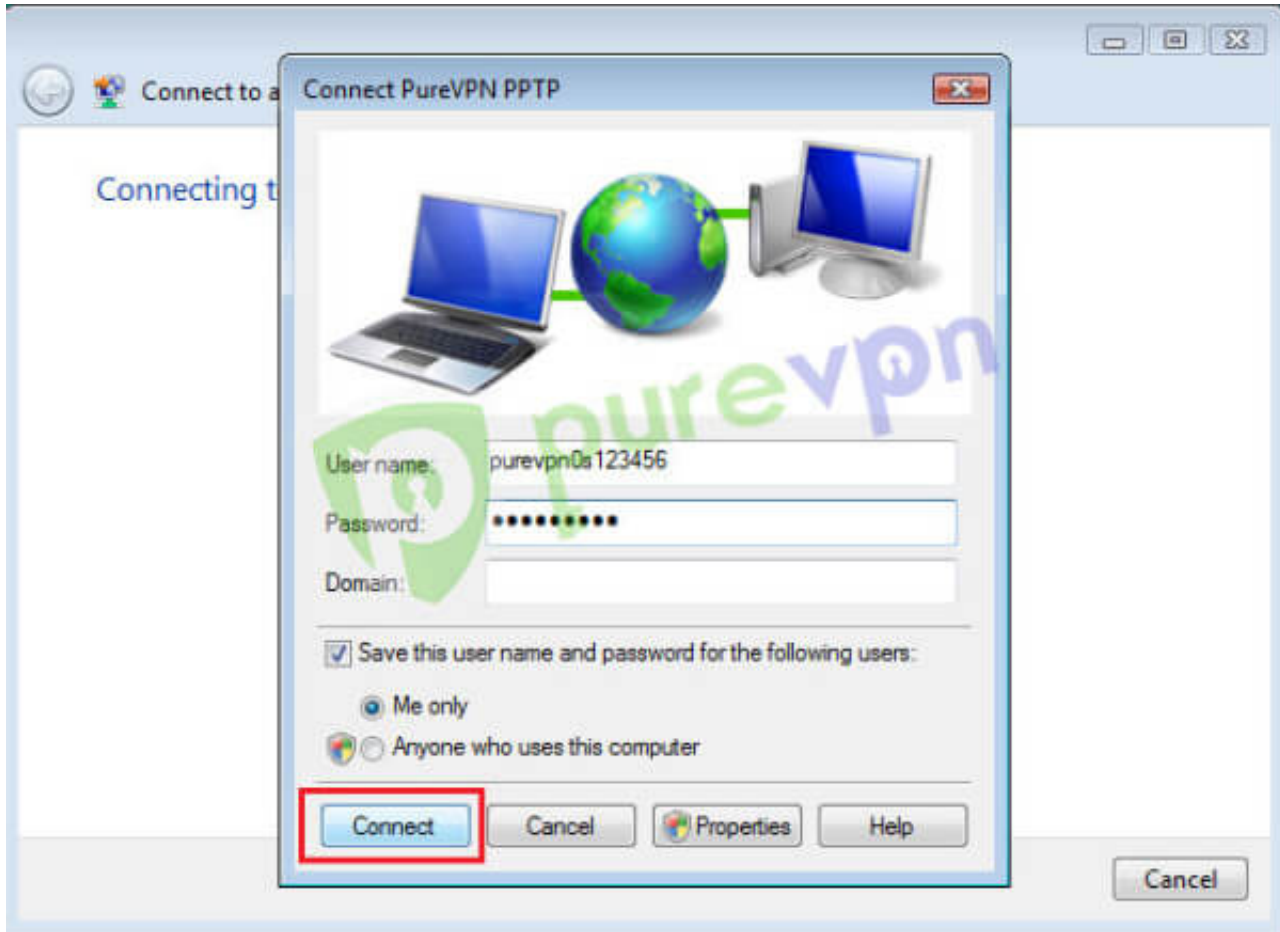 Connect to a
Connect PureVPN PPTP
Connecting t
purevpn
User name:
purevpn0s123456
Password:
•••••••••
Domain:
Save this user name and password for the following users:
Me only
Anyone who uses this computer
Connect
Cancel
Properties
Help
Cancel